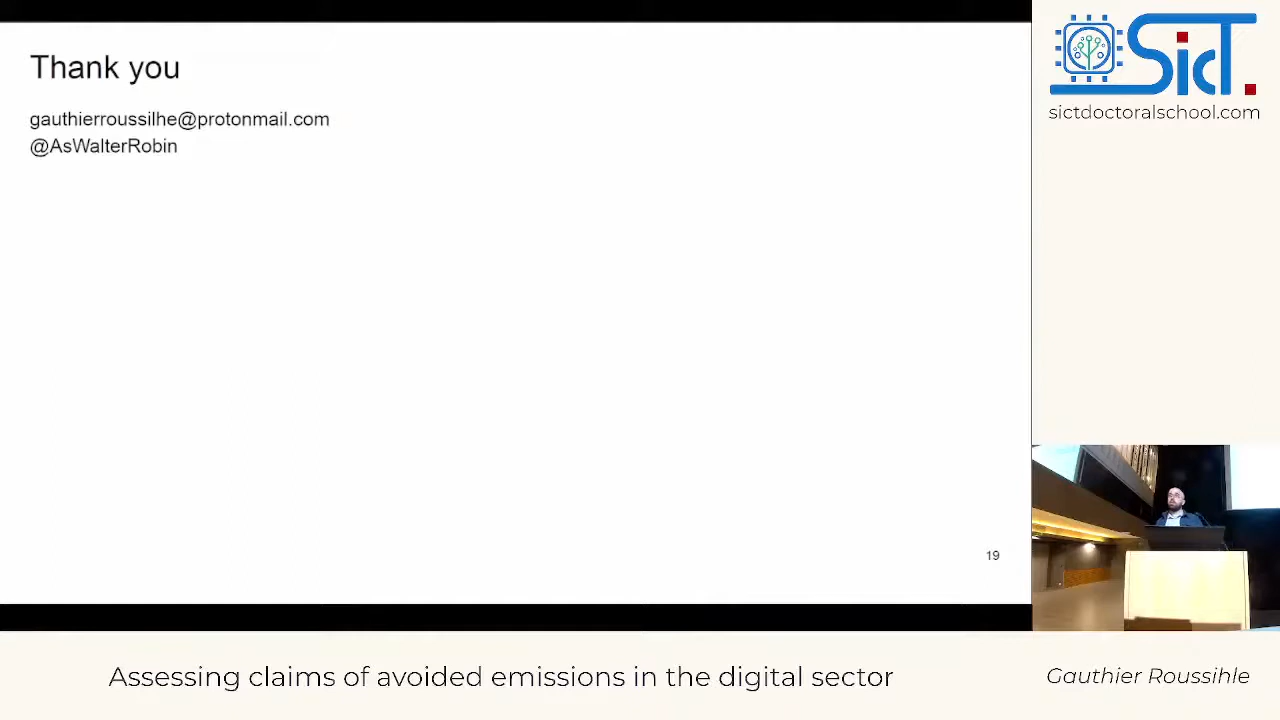 Thank you
gauthierroussilhe@protonmail.com
@AsWalterRobin
19
SicT.
sictdoctoralschool.com
Assessing claims of avoided emissions in the digital sector
Gauthier Roussihle